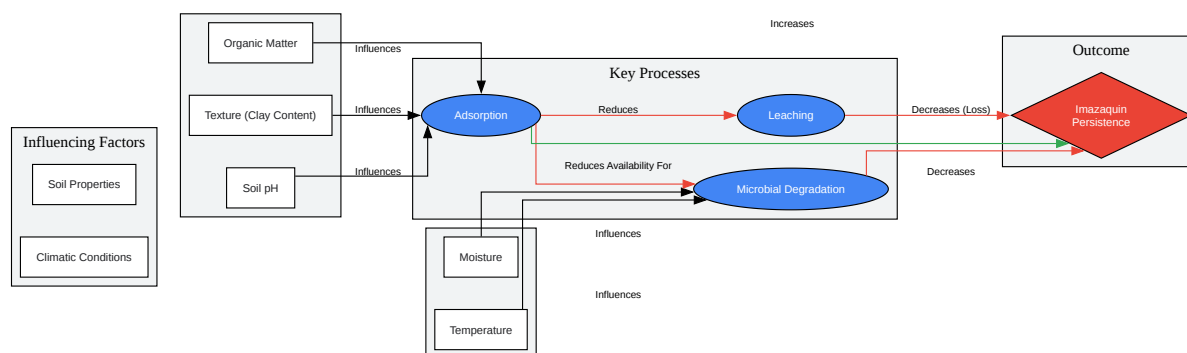 Increases
Organic Matter
Influences
Outcome
Key Processes
Texture (Clay Content)
Influences
Adsorption
Reduces
Leaching
Decreases (Loss)
Imazaquin
Persistence
Influencing Factors
Soil Properties
Soil pH
Influences
Reduces Availability For
Microbial Degradation
Decreases
Climatic Conditions
Moisture
Influences
Temperature
Influences